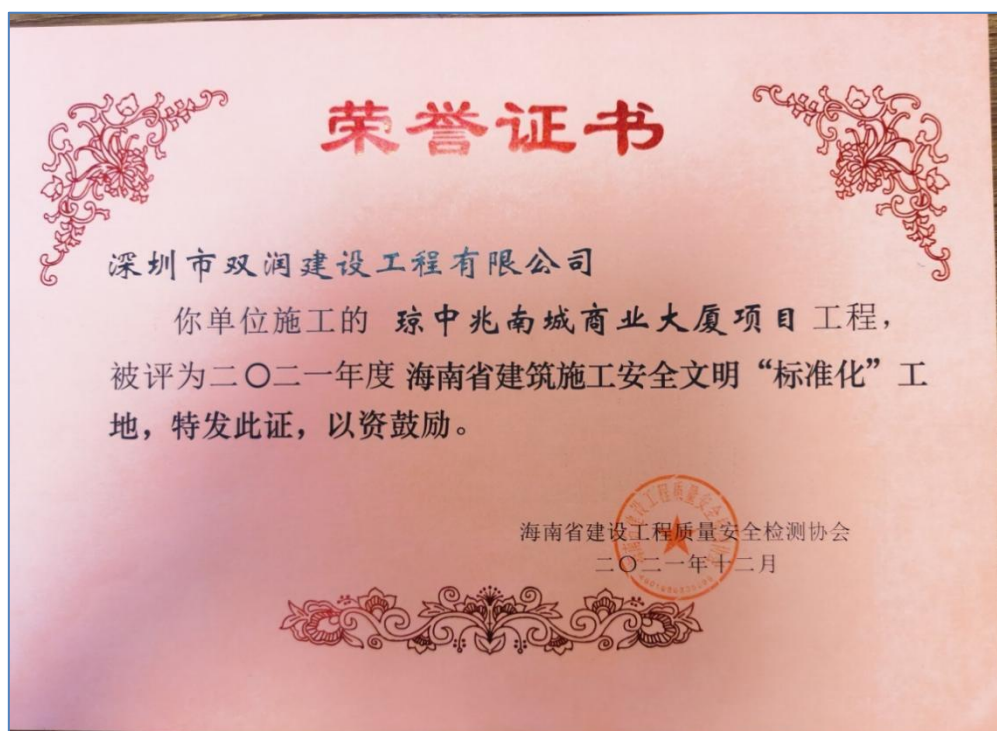 荣誉证书
深圳市双润建设工程有限公司
你单位施工的 琼中兆南城商业大厦项目 工程，
被评为二〇二一年度 海南省建筑施工安全文明“标准化”工
地，特发此证，以资鼓励。
海南省建设工程质量安全检测协会
二〇二一年十二月